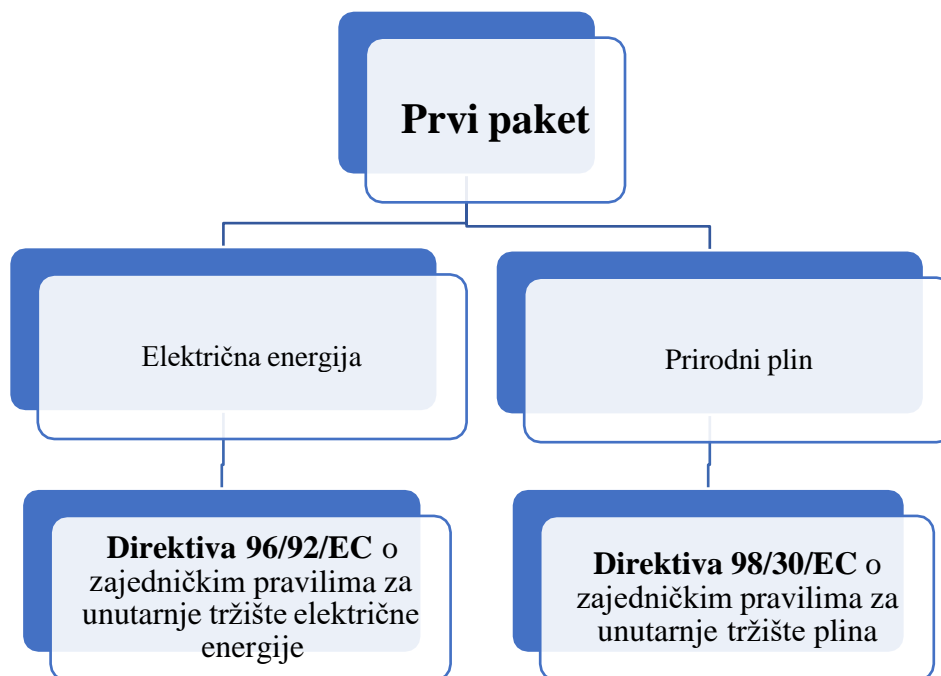 Prvi paket
Električna energija
Prirodni plin
Direktiva 96/92/EC o
zajedničkim pravilima za
unutarnje tržište električne
energije
Direktiva 98/30/EC o
zajedničkim pravilima za
unutarnje tržište plina